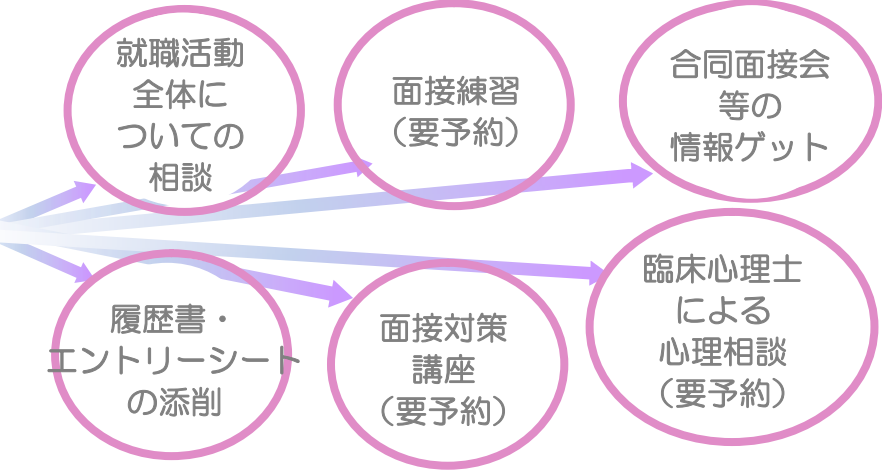 就職活動
全体に
ついての
相談
面接練習
（要予約）
合同面接会
等の
情報ゲット
履歴書・
エントリーシート
の添削
面接対策
講座
（要予約）
臨床心理士
による
心理相談
（要予約）